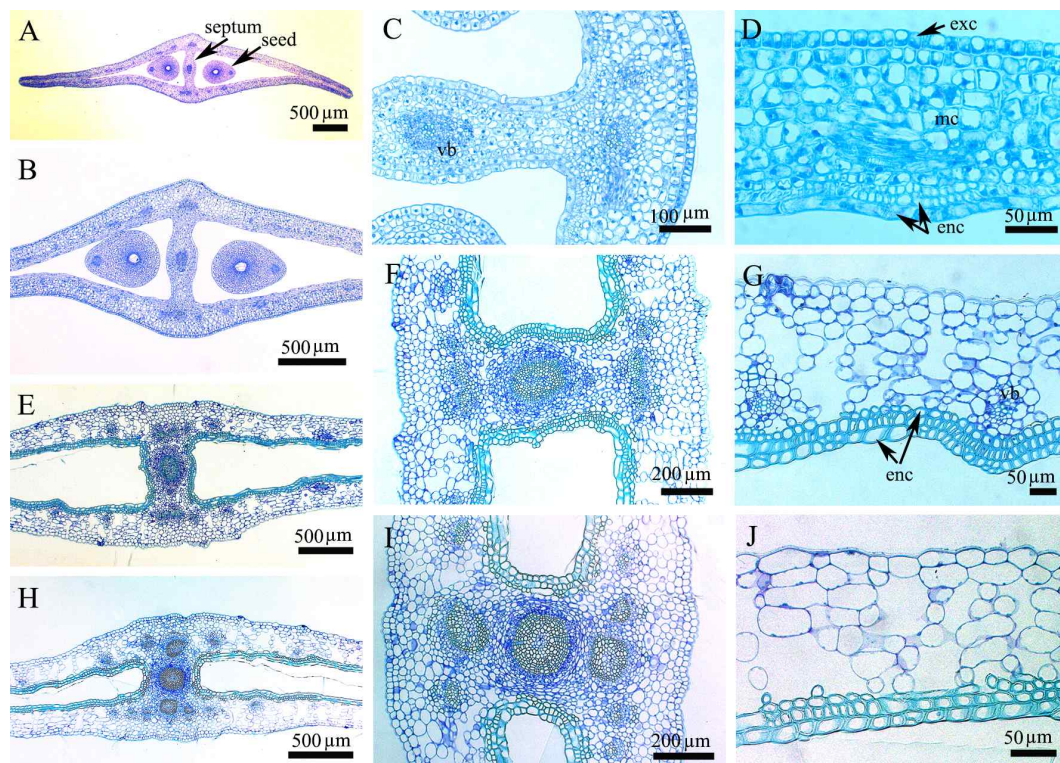 A
septum
seed
500 µm
B
500 µm
C
vb
100 µm
D
exc
mc
enc
50 µm
E
500 µm
F
200 µm
G
vb
enc
50 µm
H
500 µm
I
200 µm
J
50 µm